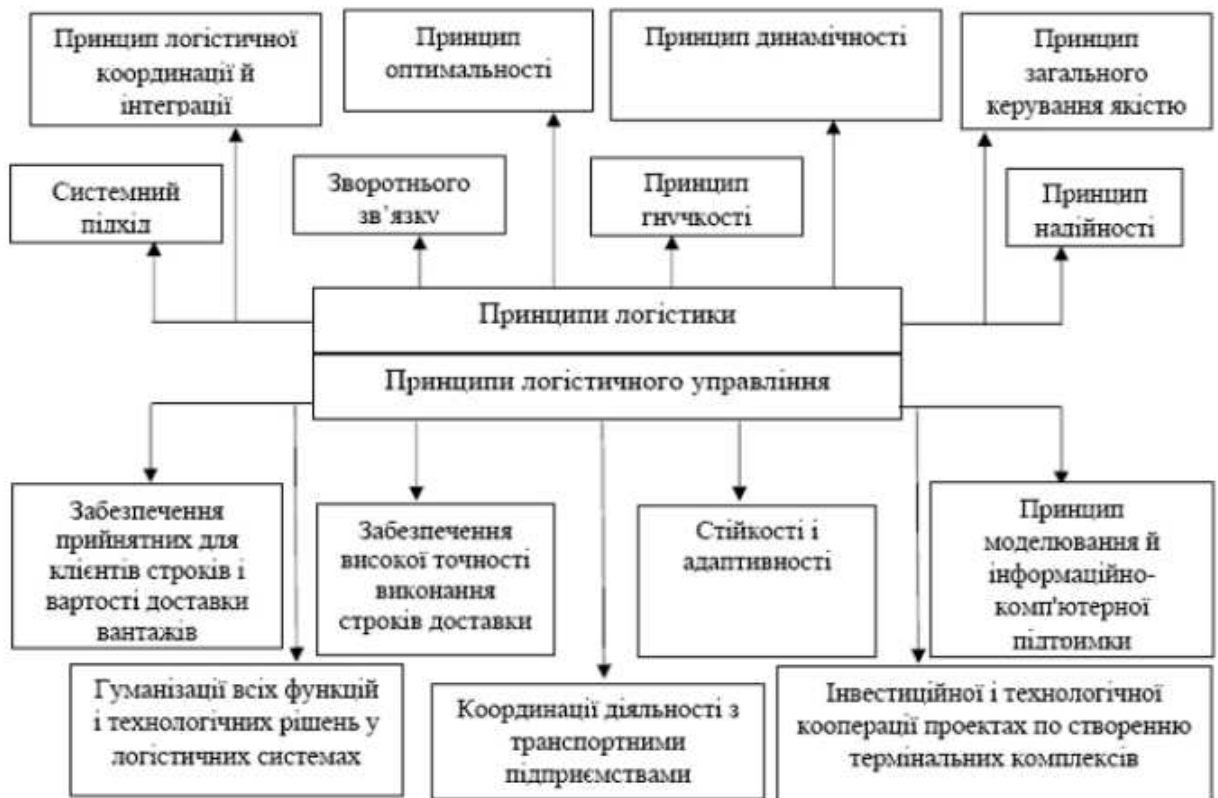 Принцип логістичної
координації й
інтеграції
Принцип
оптимальності
Принцип динамічності
Принцип
загального
керування якістю
Системний
підхід
Зворотнього
зв’язку
Принцип
гнучкості
Принцип
надійності
Принципи логістики
Принципи логістичного управління
Забезпечення
прийнятних для
клієнтів строків і
вартості доставки
вантажів
Забезпечення
високої точності
виконання
строків доставки
Стійкості і
адаптивності
Принцип
моделювання й
інформаційно-
комп'ютерної
підтримки
Гуманізації всіх функцій
і технологічних рішень у
логістичних системах
Координації діяльності з
транспортними
підприємствами
Інвестиційної і технологічної
кооперації проектах по створенню
термінальних комплексів